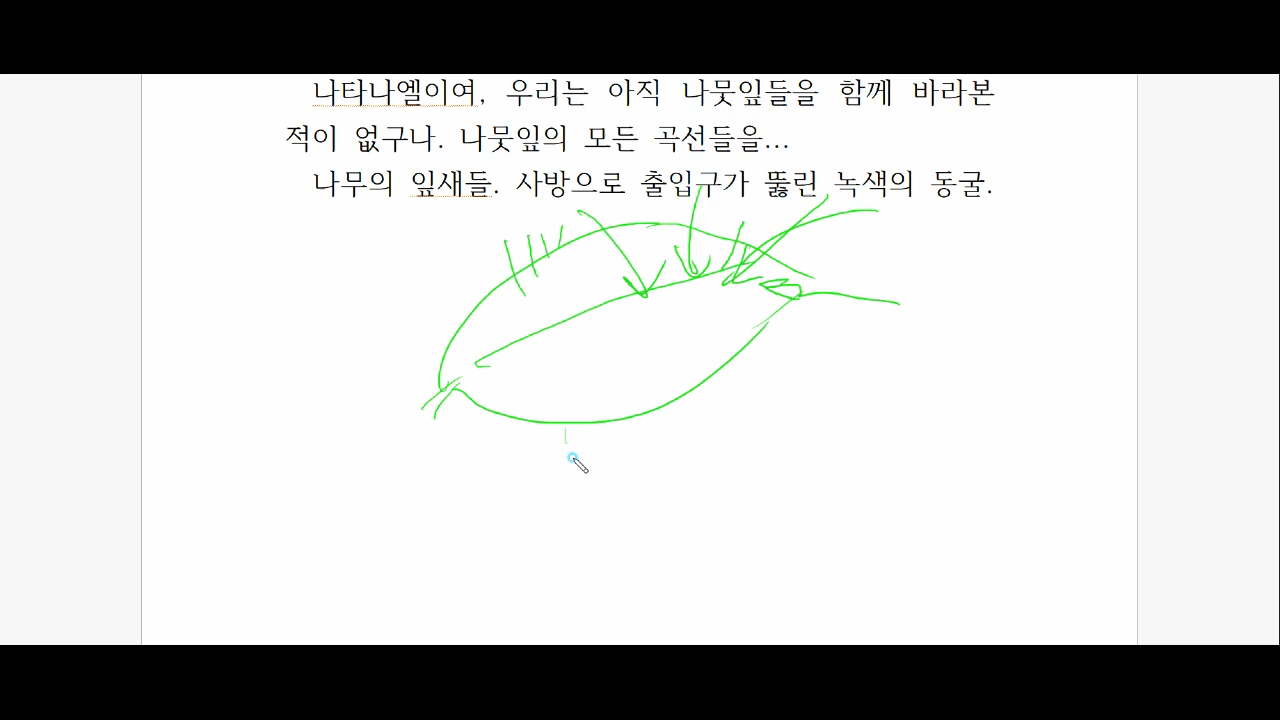 나타나엘이여, 우리는 아직 나뭇잎들을 함께 바라본
적이 없구나. 나뭇잎의 모든 곡선들을...
나무의 잎새들. 사방으로 출입구가 뚫린 녹색의 동굴.